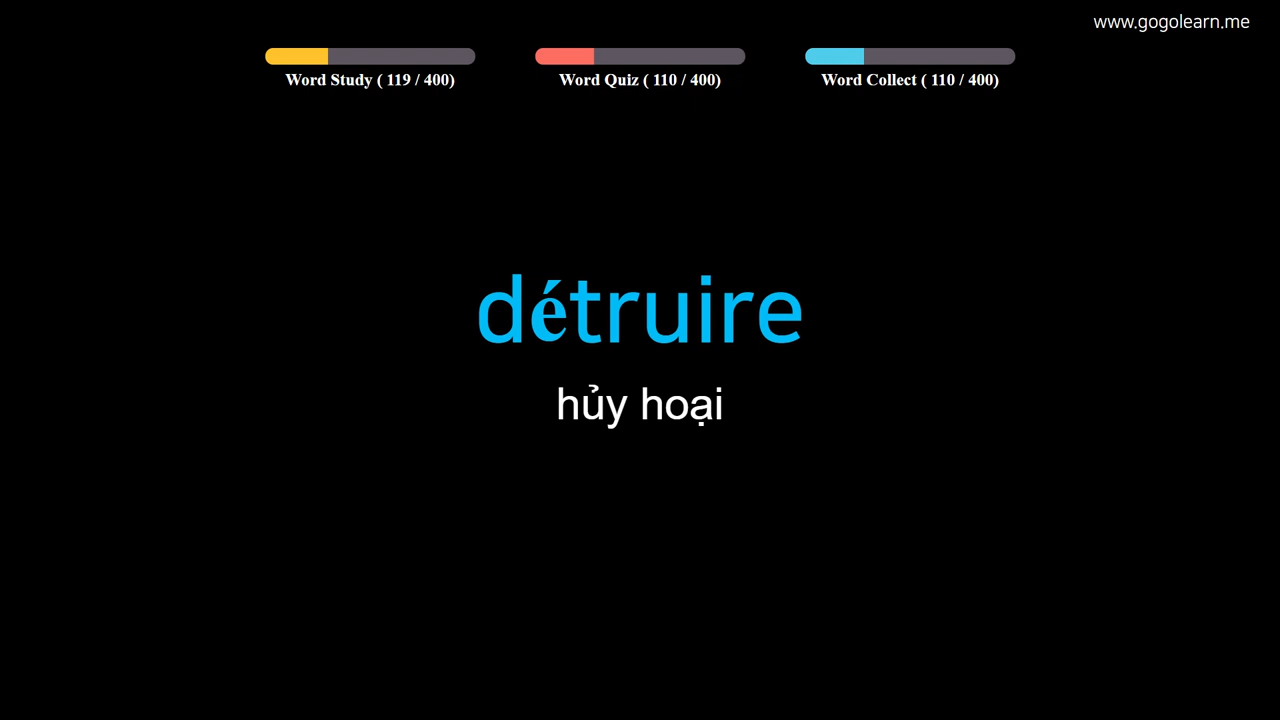 www.gogolearn.me
Word Study ( 119 / 400) Word Quiz ( 110 / 400) Word Collect ( 110 / 400)
détruire
hủy hoại